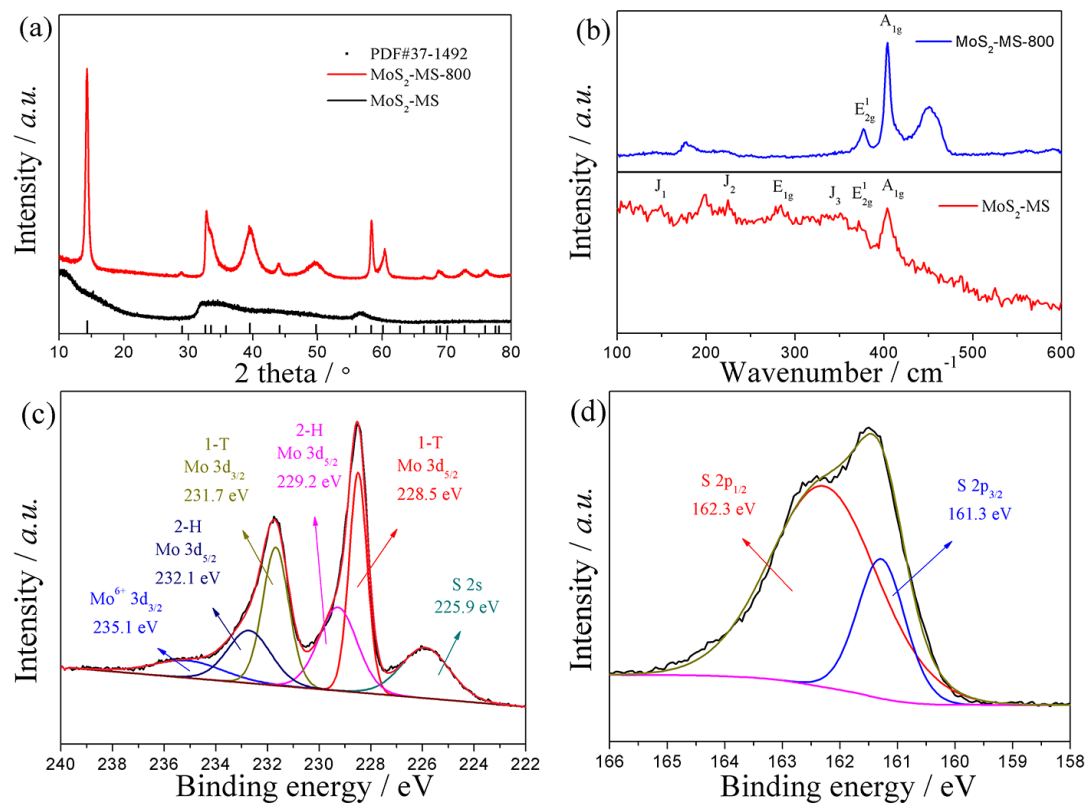 (a)
PDF#37-1492
MoS₂-MS-800
MoS₂-MS
Intensity / a.u.
10 20 30 40 50 60 70 80
2 theta / °
(b)
A₁g
MoS₂-MS-800
E¹₂g
J₁ J₂ E₁g J₃ E¹₂g A₁g
MoS₂-MS
Intensity / a.u.
100 200 300 400 500 600
Wavenumber / cm⁻¹
(c)
1-T
Mo 3d₃/₂
231.7 eV
2-H
Mo 3d₅/₂
229.2 eV
1-T
Mo 3d₅/₂
228.5 eV
2-H
Mo 3d₅/₂
232.1 eV
Mo⁶⁺ 3d₃/₂
235.1 eV
S 2s
225.9 eV
Intensity / a.u.
240 238 236 234 232 230 228 226 224 222
Binding energy / eV
(d)
S 2p₁/₂
162.3 eV
S 2p₃/₂
161.3 eV
Intensity / a.u.
166 165 164 163 162 161 160 159 158
Binding energy / eV